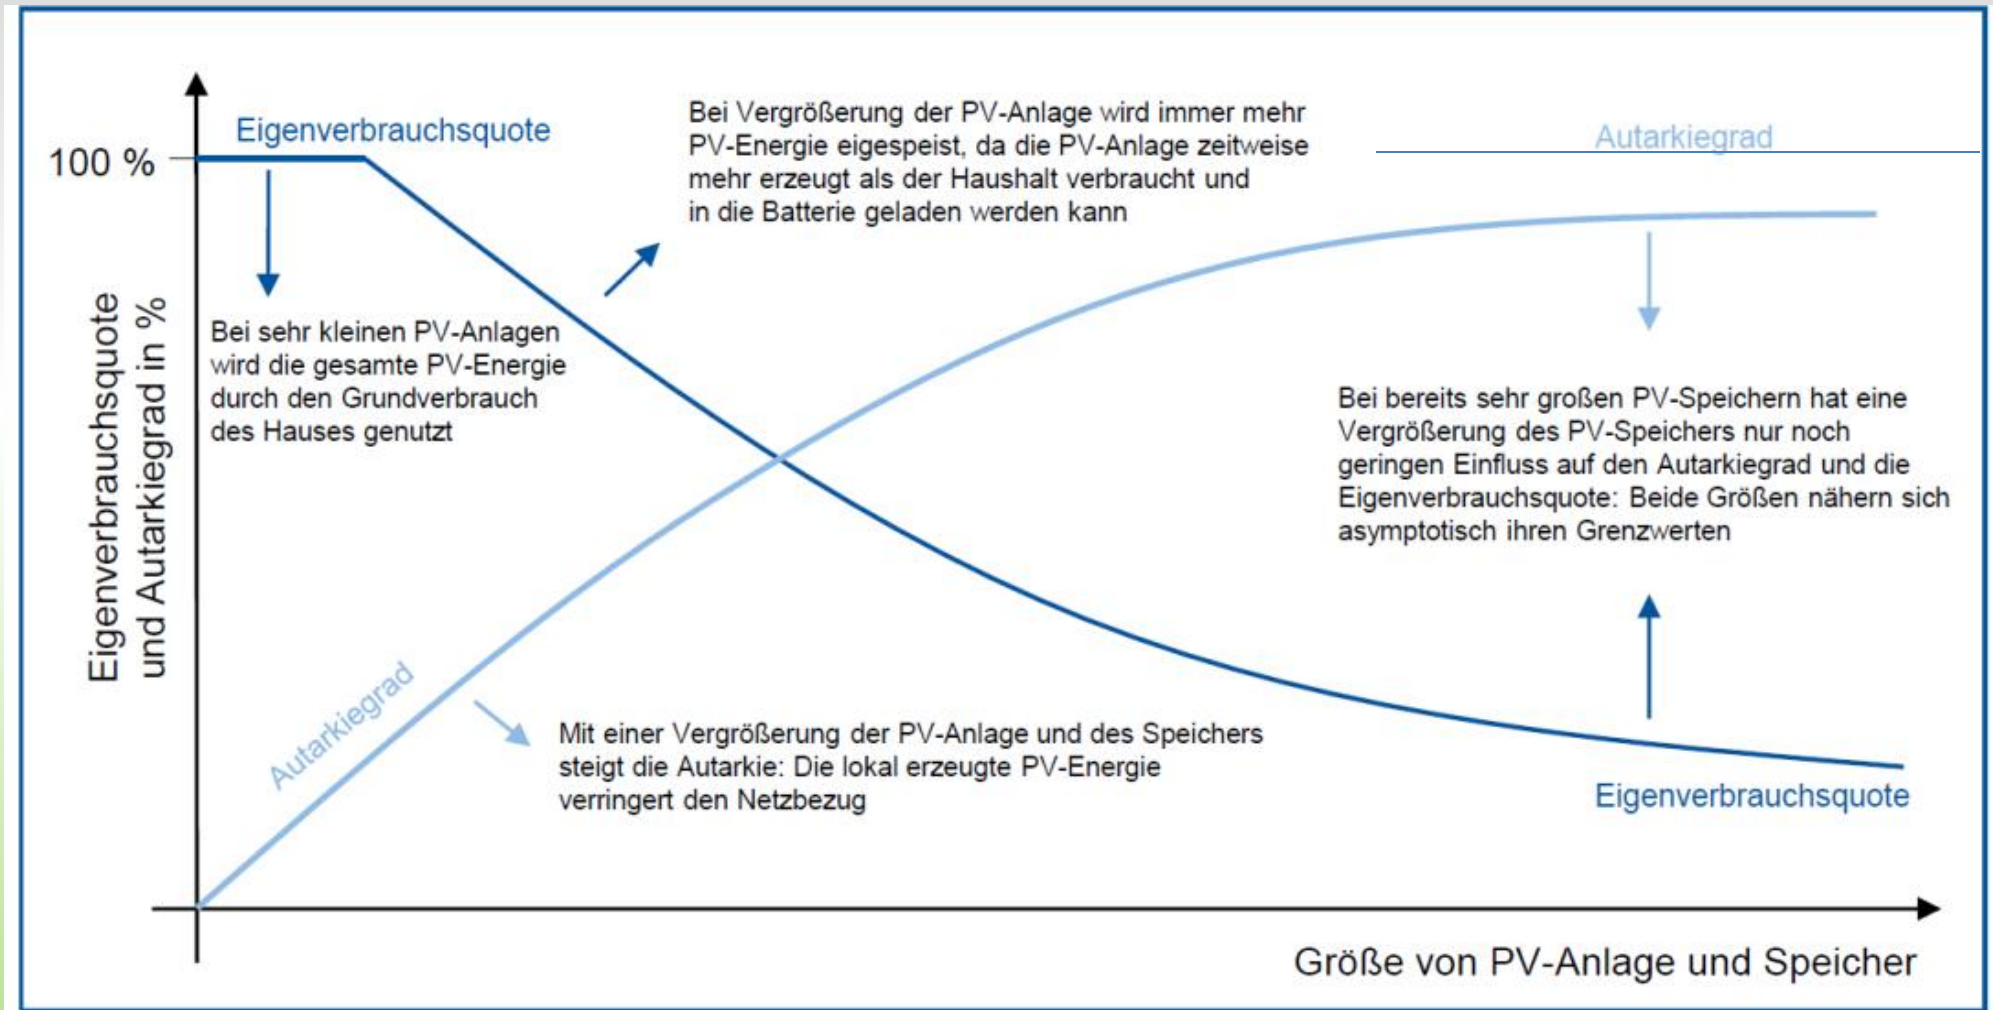 Eigenverbrauchsquote
100 %
Bei Vergrößerung der PV-Anlage wird immer mehr
PV-Energie eigespeist, da die PV-Anlage zeitweise
mehr erzeugt als der Haushalt verbraucht und
in die Batterie geladen werden kann
Autarkiegrad
Eigenverbrauchsquote
und Autarkiegrad in %
Bei sehr kleinen PV-Anlagen
wird die gesamte PV-Energie
durch den Grundverbrauch
des Hauses genutzt
Bei bereits sehr großen PV-Speichern hat eine
Vergrößerung des PV-Speichers nur noch
geringen Einfluss auf den Autarkiegrad und die
Eigenverbrauchsquote: Beide Größen nähern sich
asymptotisch ihren Grenzwerten
Autarkiegrad
Mit einer Vergrößerung der PV-Anlage und des Speichers
steigt die Autarkie: Die lokal erzeugte PV-Energie
verringert den Netzbezug
Eigenverbrauchsquote
Größe von PV-Anlage und Speicher